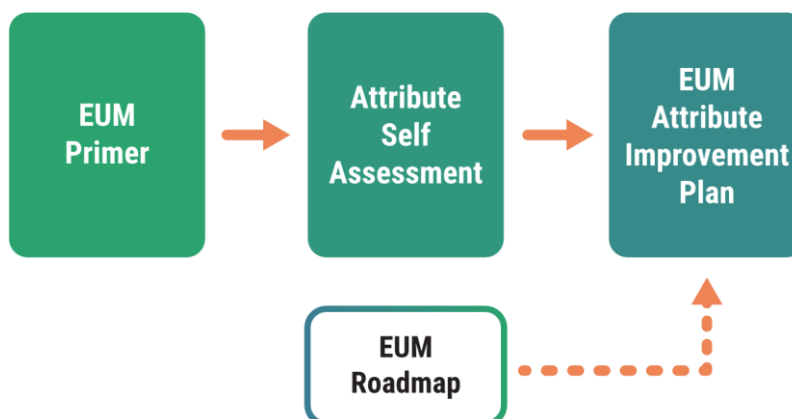 EUM
Primer
Attribute
Self
Assessment
EUM
Attribute
Improvement
Plan
EUM
Roadmap